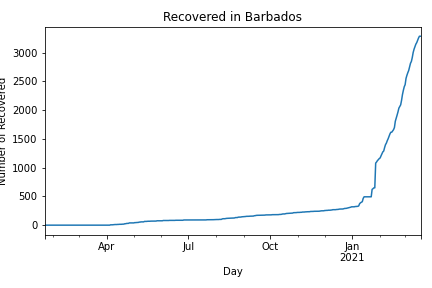 Recovered in Barbados
Number of Recovered
3000
2500
2000
1500
1000
500
0
Apr
Jul
Oct
Jan
2021
Day